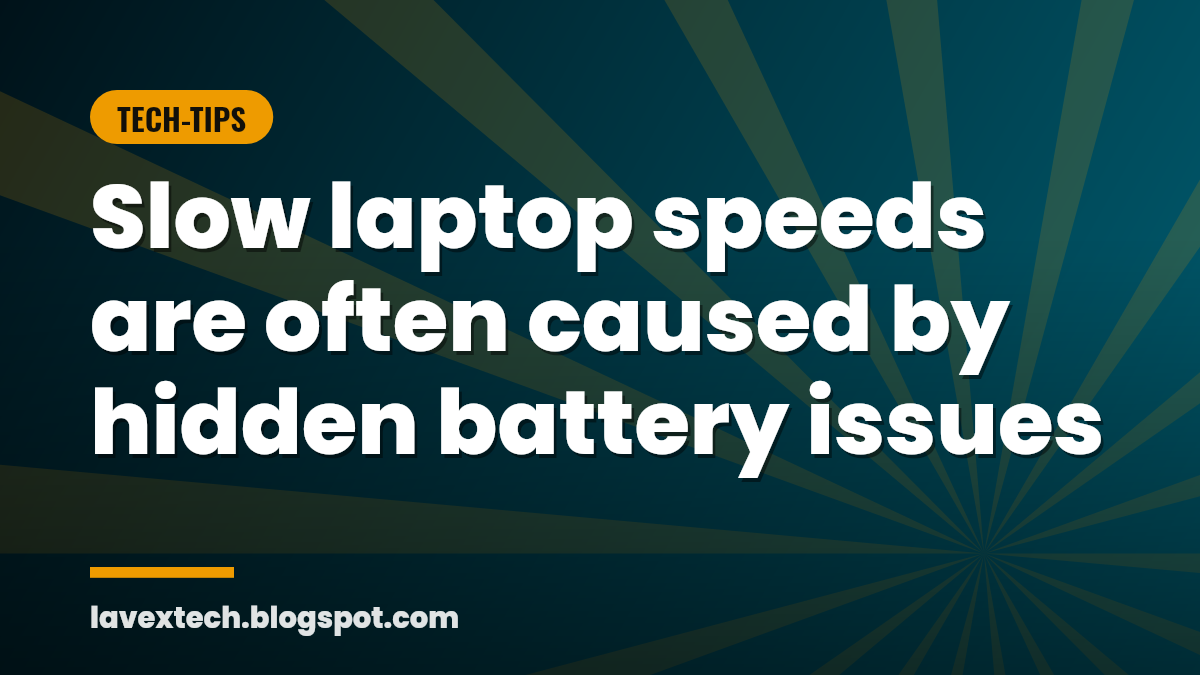 TECH-TIPS
Slow laptop speeds
are often caused by
hidden battery issues
lavextech.blogspot.com